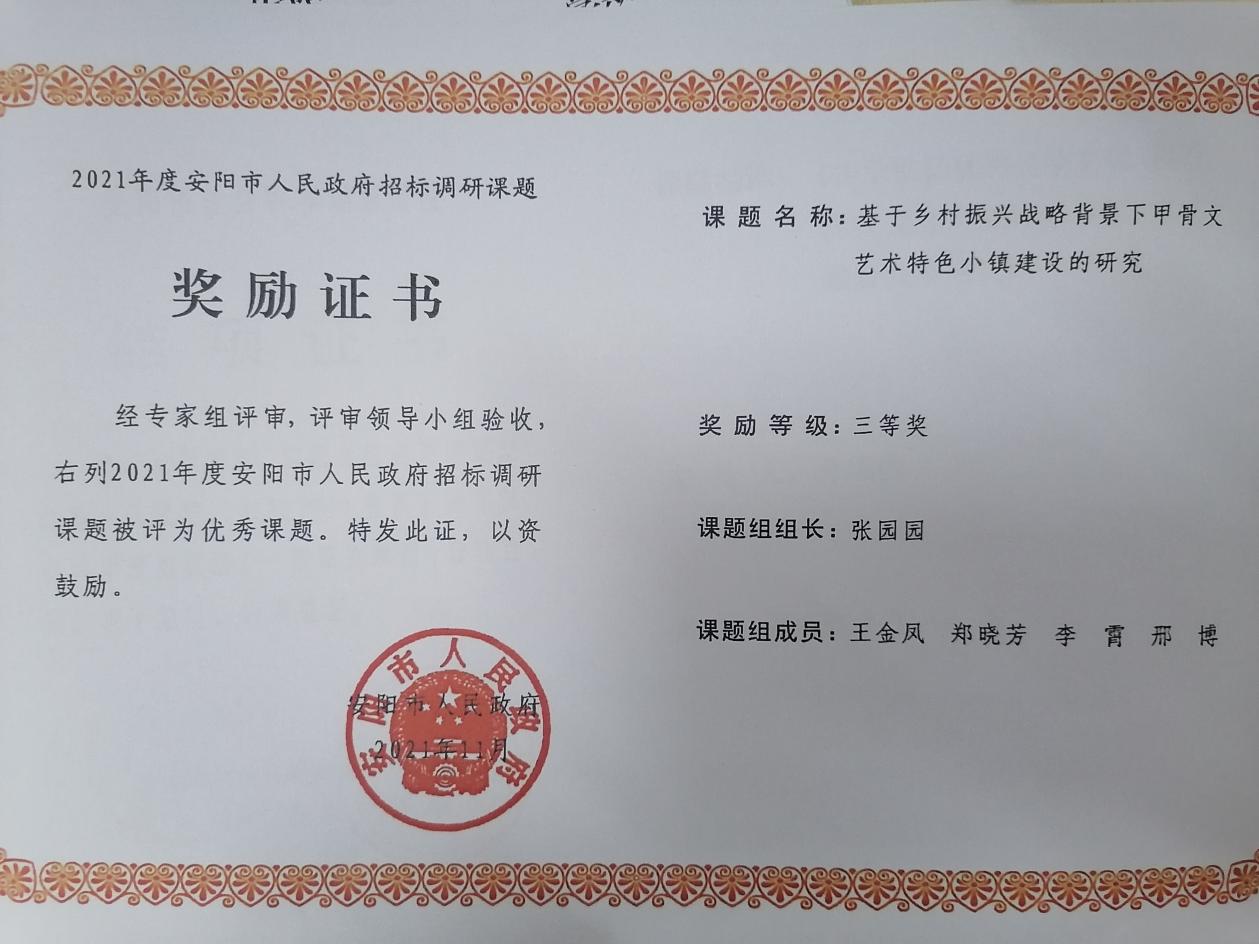 2021年度安阳市人民政府招标调研课题
奖励证书
经专家组评审,评审领导小组验收,
右列2021年度安阳市人民政府招标调研
课题被评为优秀课题。特发此证,以资
鼓励。
安阳市人民政府
2021年11月
安阳市人民政府
课题名称:基于乡村振兴战略背景下甲骨文
艺术特色小镇建设的研究
奖励等级:三等奖
课题组组长:张园园
课题组成员:王金凤 郑晓芳 李霄 邢博